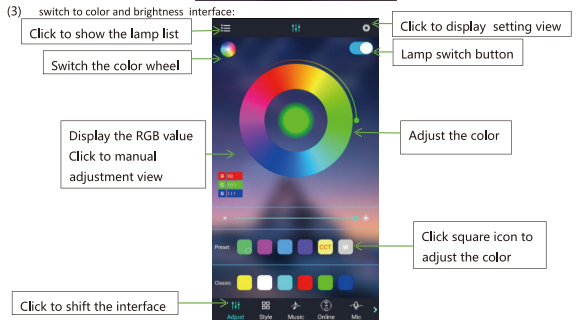 (3) switch to color and brightness interface:
Click to show the lamp list
Click to display setting view
Switch the color wheel
Lamp switch button
Display the RGB value
Click to manual
adjustment view
Adjust the color
R
G
B 111
Click square icon to
adjust the color
Preset CCT W
Classic
Click to shift the interface
Adjust Style Music Online Mic